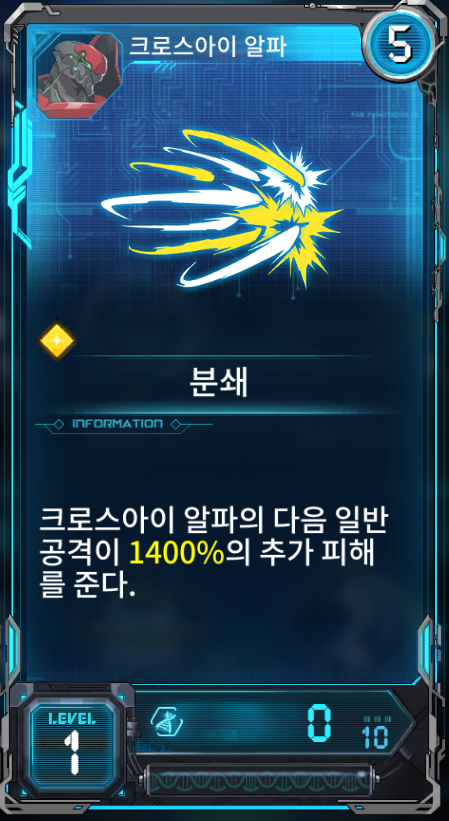 크로스아이 알파
5
분쇄
INFORMATION
크로스아이 알파의 다음 일반
공격이 1400%의 추가 피해
를 준다.
LEVEL
1
0
10